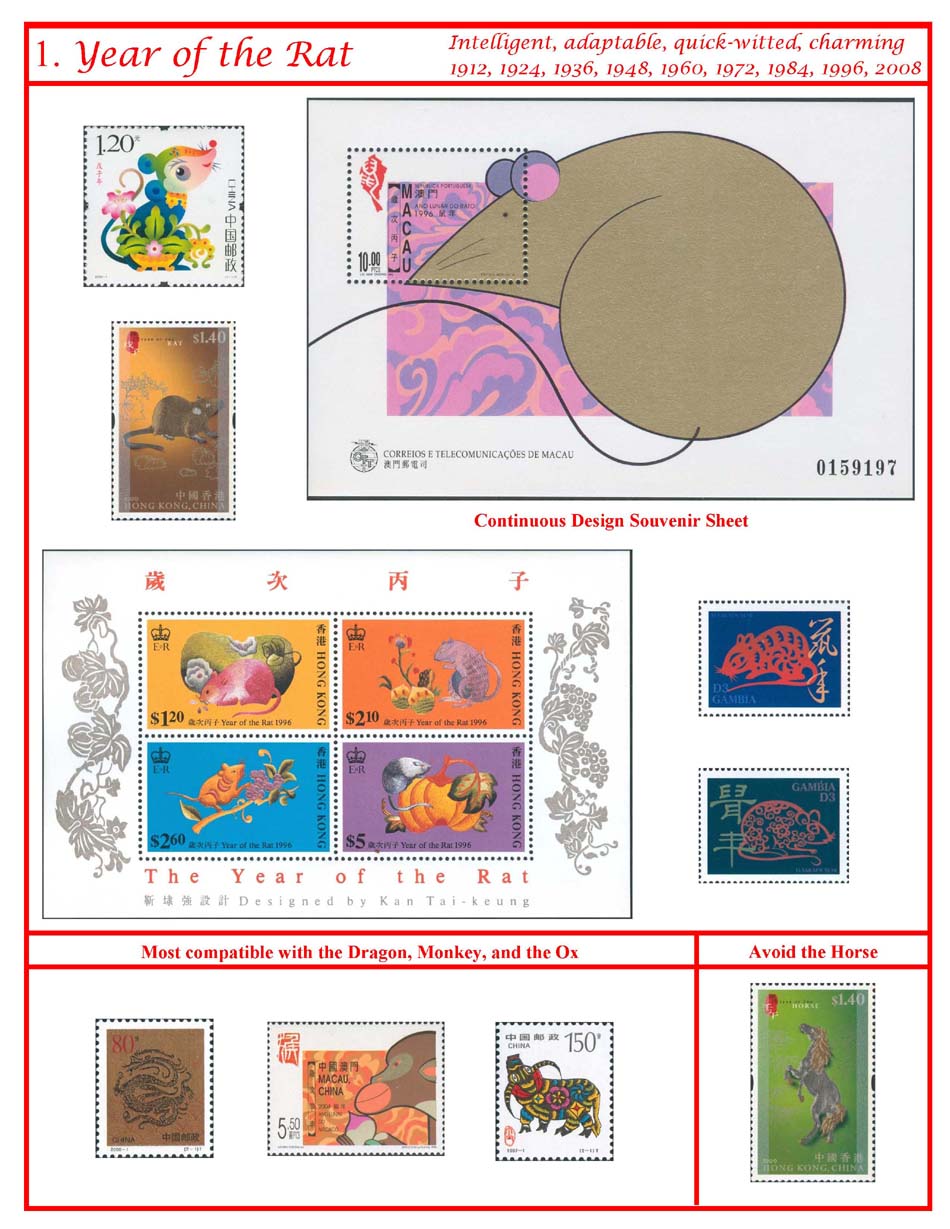 1. Year of the Rat
Intelligent, adaptable, quick-witted, charming
1912, 1924, 1936, 1948, 1960, 1972, 1984, 1996, 2008
1.20元
戊子年
CHINA
中国邮政
YEAR OF THE RAT
$1.40
中國香港
HONG KONG, CHINA
鼠
MACAU
REPÚBLICA PORTUGUESA
澳門
ANO LUNAR DO RATO
1996 鼠年
歲次丙子
10.00
PTCS
CORREIOS E TELECOMUNICAÇÕES DE MACAU
澳門郵電司
0159197
Continuous Design Souvenir Sheet
歲次丙子
E R
香港 HONG KONG
$1.20
歲次丙子 Year of the Rat 1996
E R
香港 HONG KONG
$2.10
歲次丙子 Year of the Rat 1996
E R
香港 HONG KONG
$2.60
歲次丙子 Year of the Rat 1996
E R
香港 HONG KONG
$5
歲次丙子 Year of the Rat 1996
The Year of the Rat
靳埭強設計 Designed by Kan Tai-keung
鼠年
D3
GAMBIA
GAMBIA
D3
鼠年
Most compatible with the Dragon, Monkey, and the Ox
Avoid the Horse
80
CHINA
中国邮政
2000-1
中國澳門
MACAU,
CHINA
5.50
中国邮政
CHINA
150
YEAR OF THE HORSE
$1.40
中國香港
HONG KONG, CHINA